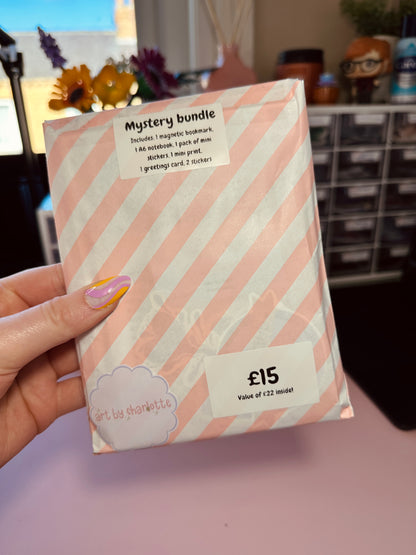 Mystery bundle
Includes. 1 magnetic bookmark,
1 A6 notebook, 1 pack of mini
stickers, 1 mini print,
1 greetings card, 2 stickers
£15
Value of £22 inside!
art by sharlotte